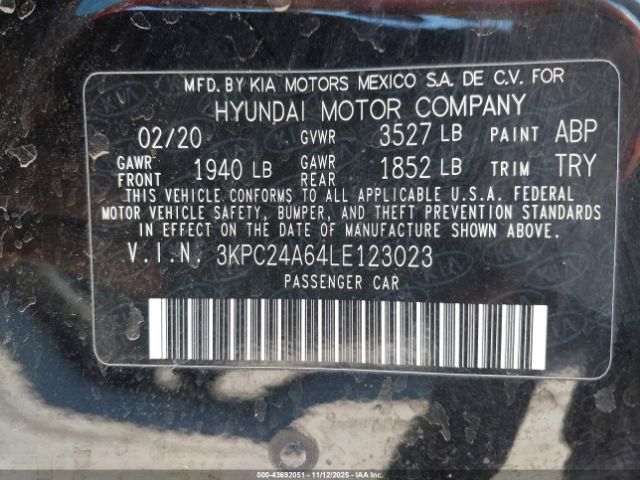 MFD. BY KIA MOTORS MEXICO S.A. DE C.V. FOR
HYUNDAI MOTOR COMPANY
02/20 GVWR 3527 LB PAINT ABP
GAWR FRONT 1940 LB GAWR REAR 1852 LB TRIM TRY
THIS VEHICLE CONFORMS TO ALL APPLICABLE U.S.A. FEDERAL
MOTOR VEHICLE SAFETY, BUMPER, AND THEFT PREVENTION STANDARDS
IN EFFECT ON THE DATE OF MANUFACTURE SHOWN ABOVE.
V.I.N. 3KPC24A64LE123023
PASSENGER CAR
000-43692051 - 11/12/2025 - IAAI.COM